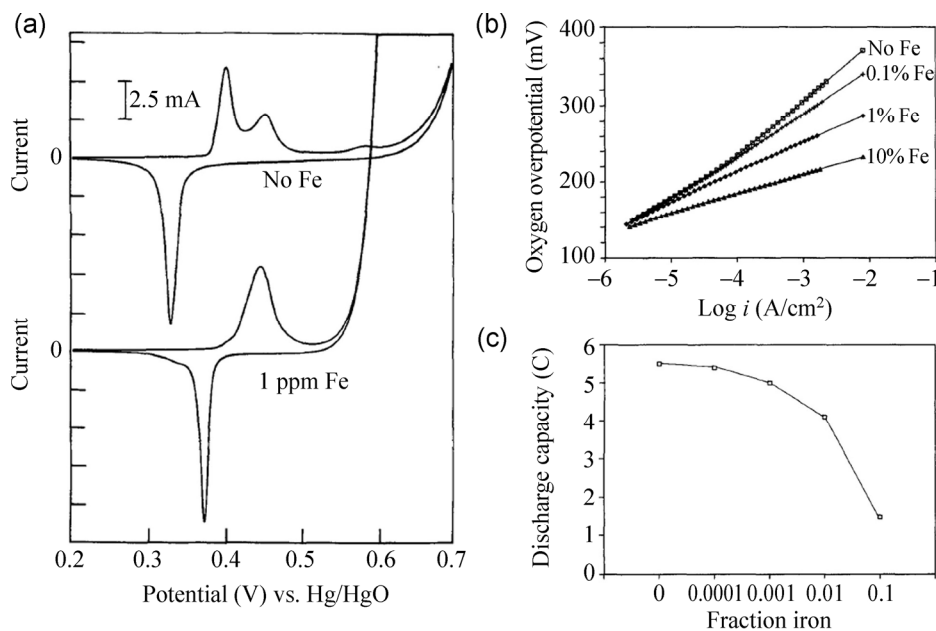 (a)
Current
2.5 mA
0
No Fe
Current
0
1 ppm Fe
0.2 0.3 0.4 0.5 0.6 0.7
Potential (V) vs. Hg/HgO
(b)
Oxygen overpotential (mV)
400
300
200
100
No Fe
0.1% Fe
1% Fe
10% Fe
−6 −5 −4 −3 −2 −1
Log i (A/cm²)
(c)
Discharge capacity (C)
6
5
4
3
2
1
0
0 0.0001 0.001 0.01 0.1
Fraction iron